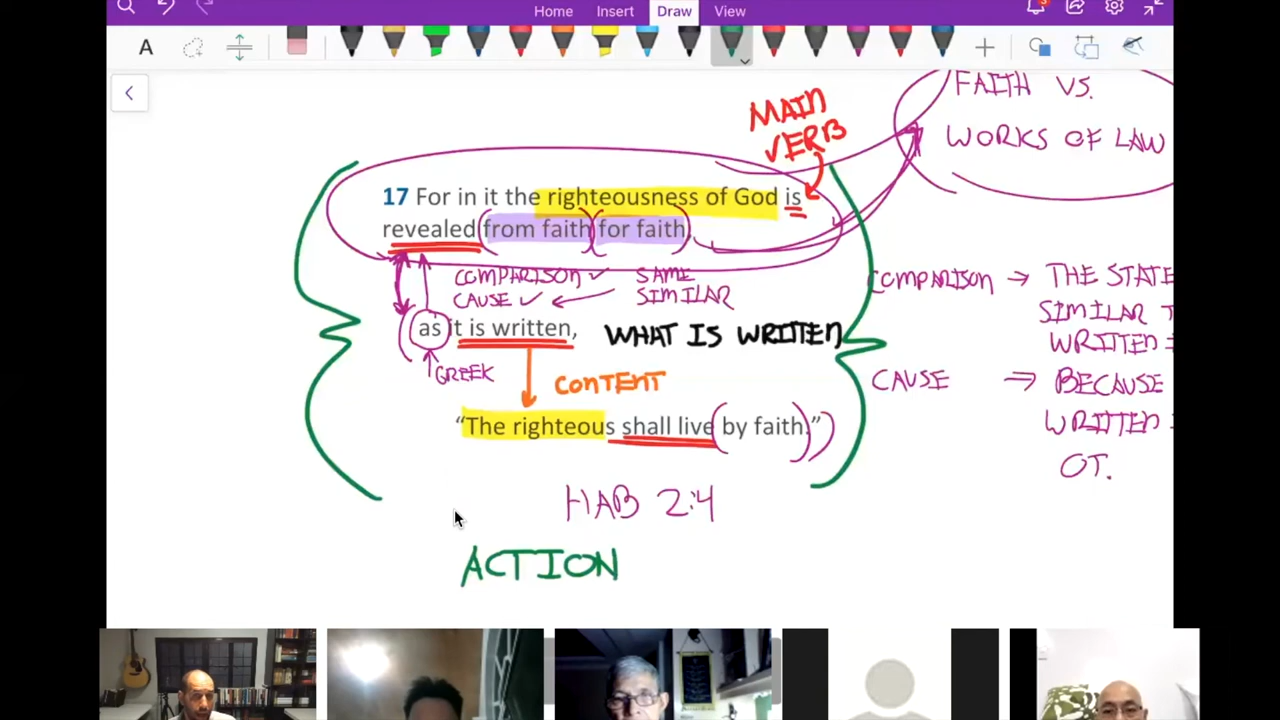 Home Insert Draw View
A
FAITH VS.
WORKS OF LAW
MAIN
VERB
17 For in it the righteousness of God is
revealed from faith for faith,
COMPARISON ✓ SAME
CAUSE ✓ SIMILAR
as it is written, WHAT IS WRITTEN
GREEK
CONTENT
“The righteous shall live by faith.”
HAB 2:4
ACTION
COMPARISON → THE STATE
SIMILAR T
WRITTEN =
CAUSE ⇒ BECAUSE
WRITTEN =
OT.